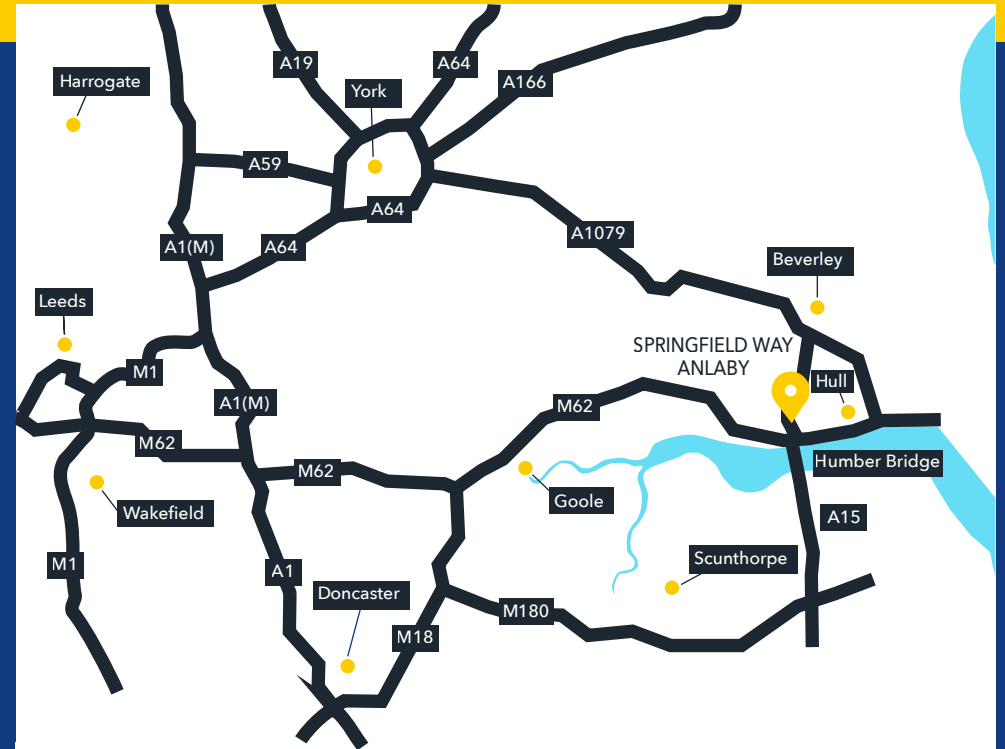 A19
A64
Harrogate
A166
York
A59
A64
A1079
A1(M)
A64
Beverley
Leeds
SPRINGFIELD WAY
ANLABY
M1
Hull
A1(M)
M62
M62
Humber Bridge
M62
Goole
Wakefield
A15
Scunthorpe
M1
A1
Doncaster
M180
M18